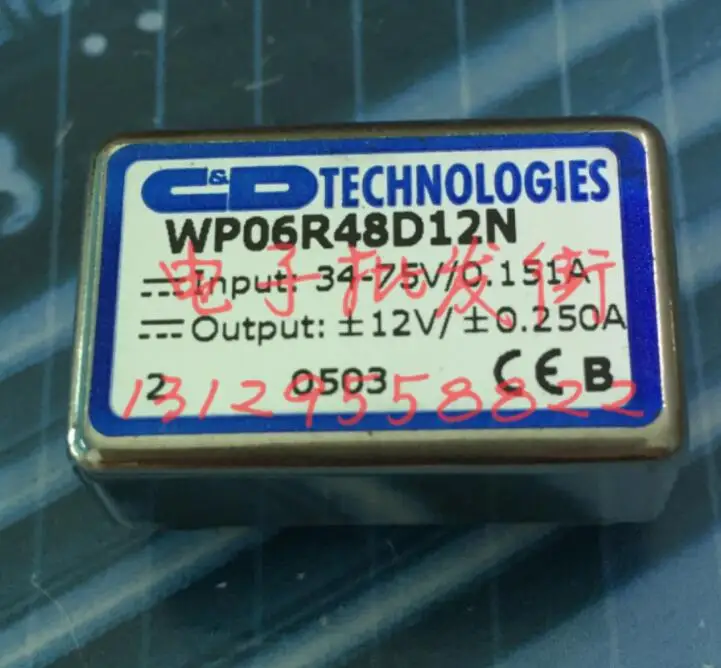 C&D TECHNOLOGIES
WP06R48D12N
电子批发街
Input: 34-75V/0.151A
Output: ±12V/±0.250A
2 0503 CE B
13129558822